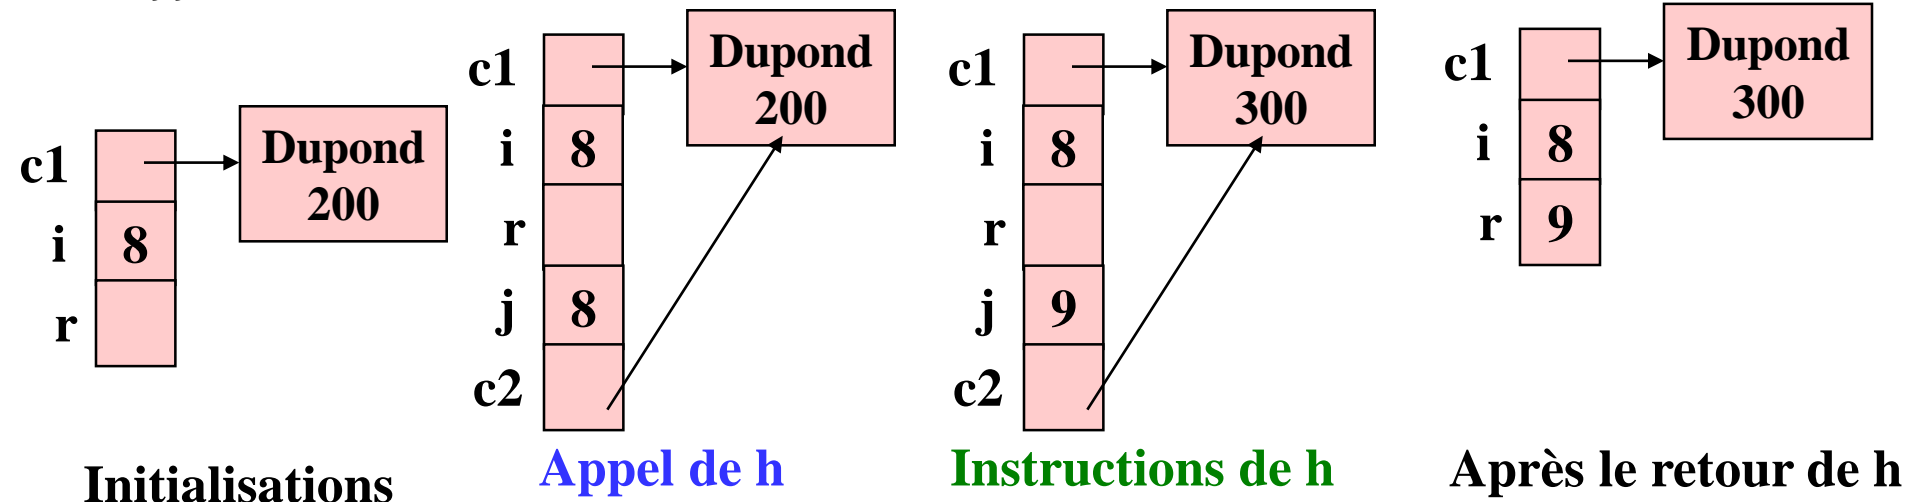 c1
Dupond
200
i
8
r
Initialisations
c1
Dupond
200
i
8
r
j
8
c2
Appel de h
c1
Dupond
300
i
8
r
j
9
c2
Instructions de h
c1
Dupond
300
i
8
r
9
Après le retour de h